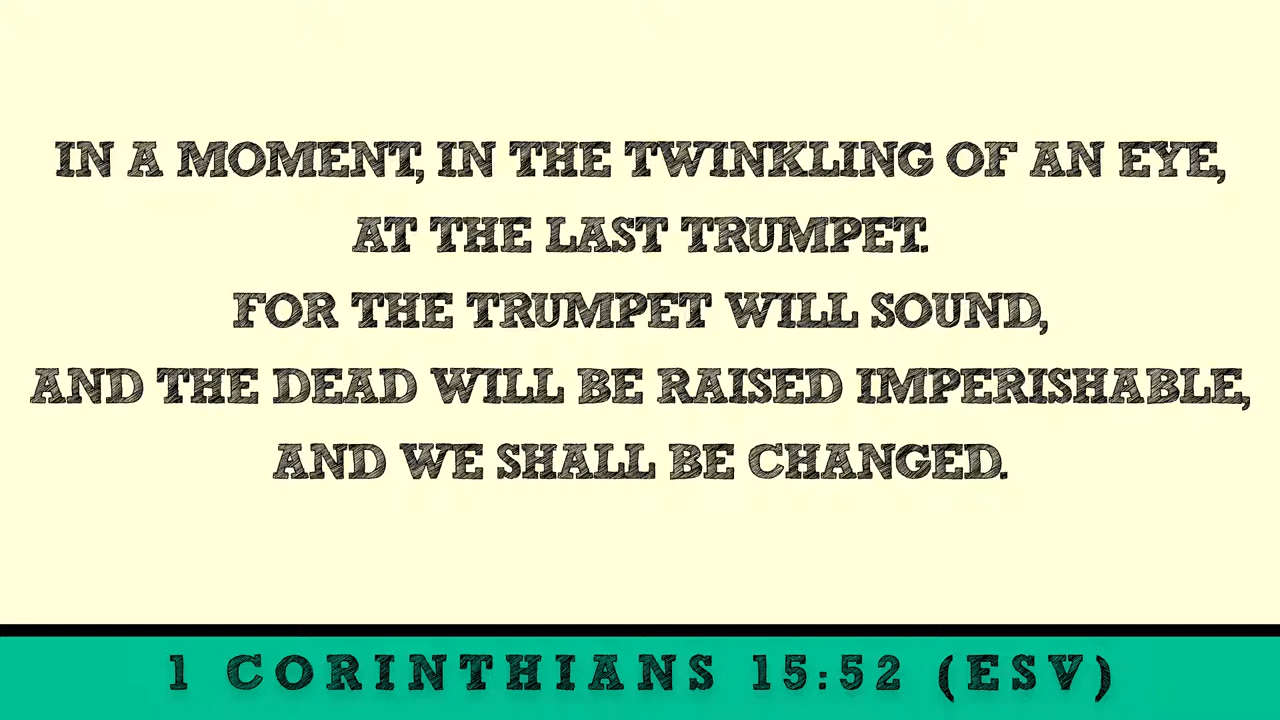 IN A MOMENT, IN THE TWINKLING OF AN EYE,
AT THE LAST TRUMPET.
FOR THE TRUMPET WILL SOUND,
AND THE DEAD WILL BE RAISED IMPERISHABLE,
AND WE SHALL BE CHANGED.
1 CORINTHIANS 15:52 (ESV)